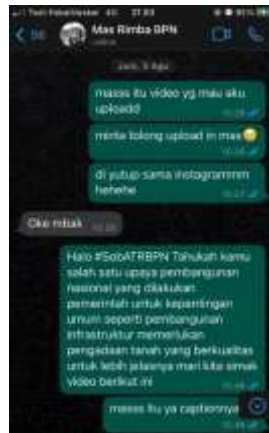 Mas Rimba BPN
masss itu video yg mau aku
uploadd
minta tolong upload in mas
di yutup sama instogrammm
hehehe
Oke mbak
Halo #SobATRBPN Tahukah kamu
salah satu upaya pembangunan
nasional yang dilakukan
pemerintah untuk kepentingan
umum seperti pembangunan
infrastruktur memerlukan
pengadaan tanah yang berkualitas
untuk lebih jelasnya mari kita simak
video berikut ini
masss itu ya captionnya